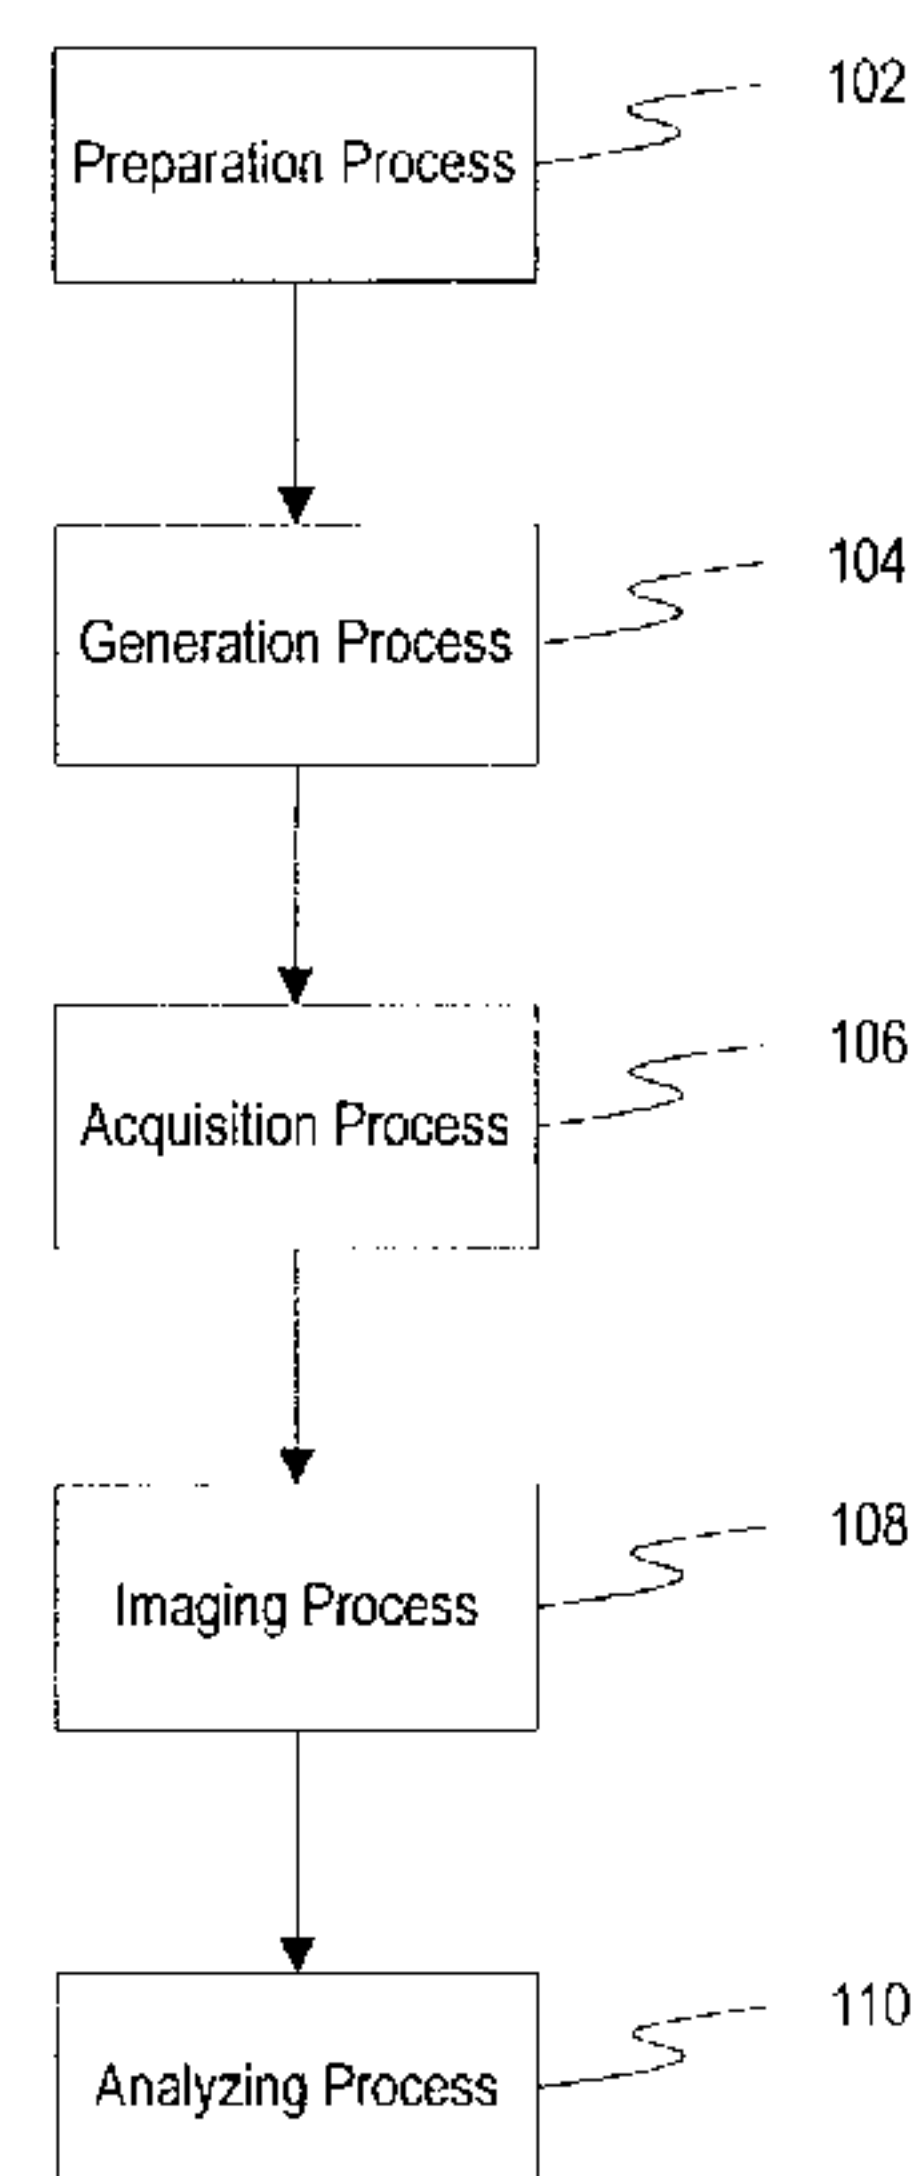 Preparation Process
102
Generation Process
104
Acquisition Process
106
Imaging Process
108
Analyzing Process
110